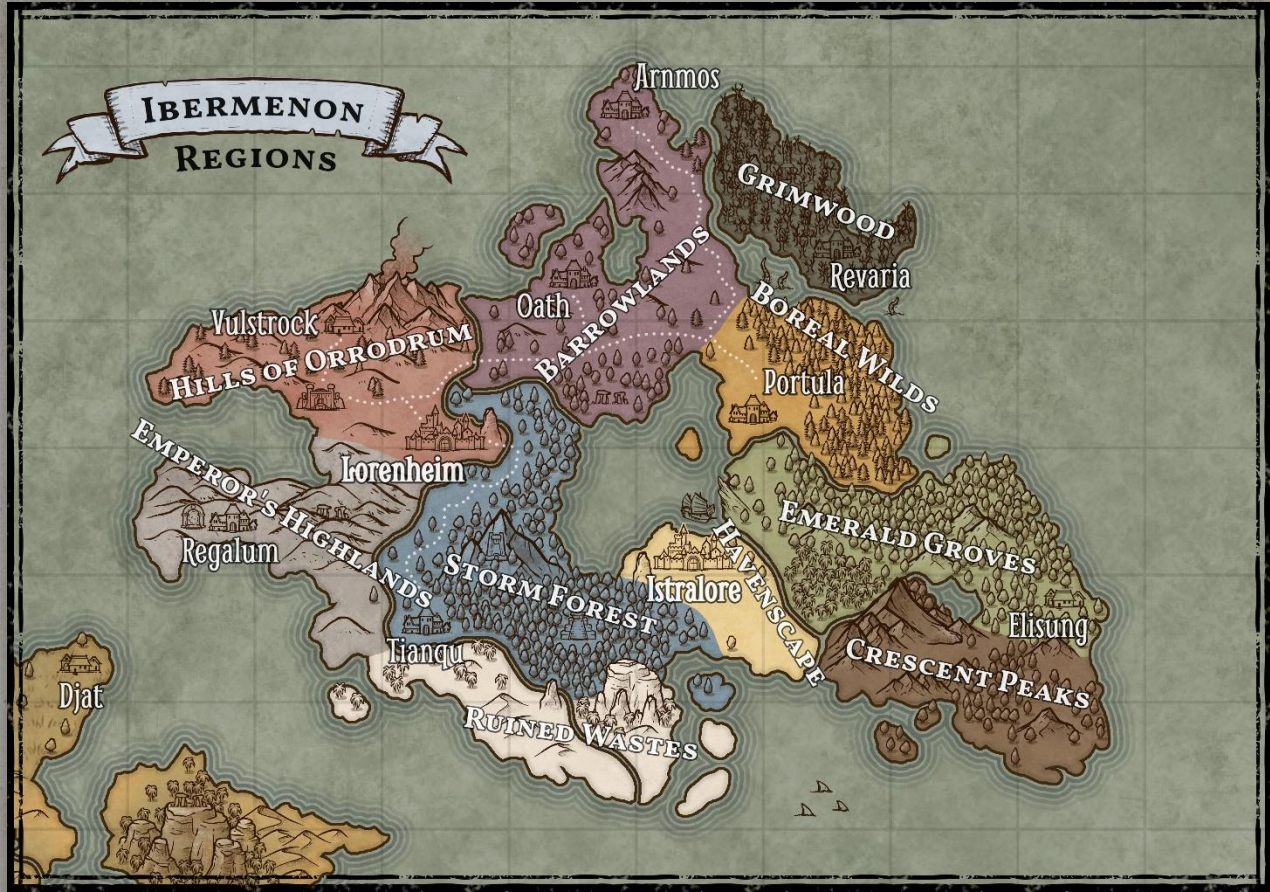 IBERMENON
REGIONS
Arnmos
GRIMWOOD
Revaria
Oath
BARROWLANDS
BOREAL WILDS
Vulstrock
HILLS OF ORRODRUM
Portula
EMPEROR'S HIGHLANDS
Lorenheim
Regalum
STORM FOREST
HAVENSCAPE
Istralore
EMERALD GROVES
Elisung
Tianqu
CRESCENT PEAKS
Djat
RUINED WASTES